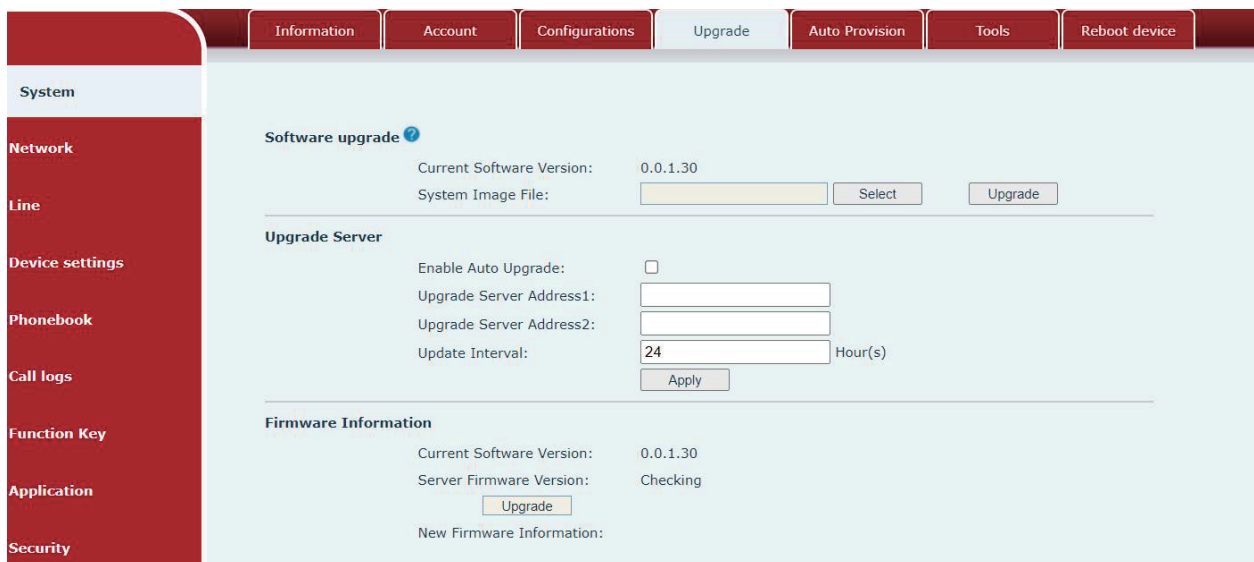 Information Account Configurations Upgrade Auto Provision Tools Reboot device
System
Network
Line
Device settings
Phonebook
Call logs
Function Key
Application
Security
Software upgrade ?
Current Software Version: 0.0.1.30
System Image File: Select Upgrade
Upgrade Server
Enable Auto Upgrade:
Upgrade Server Address1:
Upgrade Server Address2:
Update Interval: 24 Hour(s)
Apply
Firmware Information
Current Software Version: 0.0.1.30
Server Firmware Version: Checking
Upgrade
New Firmware Information: